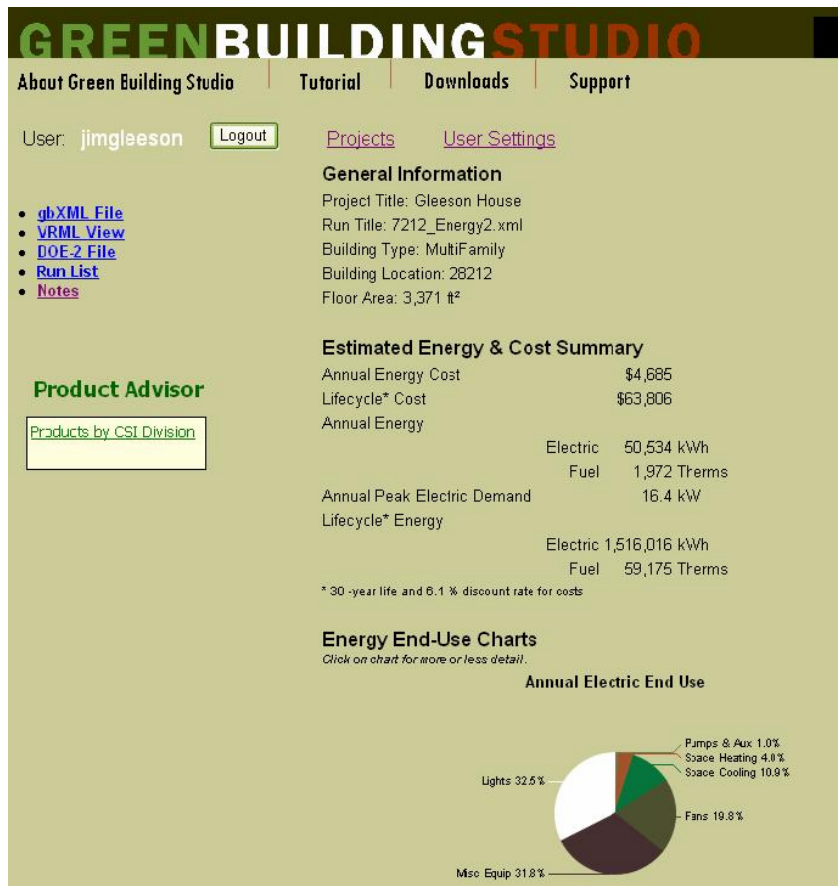 GREENBUILDINGSTUDIO
About Green Building Studio Tutorial Downloads Support
User: jimgleeson Logout Projects User Settings
gbXML File
VRML View
DOE-2 File
Run List
Notes
Product Advisor
Products by CSI Division
General Information
Project Title: Gleeson House
Run Title: 7212_Energy2.xml
Building Type: MultiFamily
Building Location: 28212
Floor Area: 3,371 ft²
Estimated Energy & Cost Summary
Annual Energy Cost $4,685
Lifecycle* Cost $63,806
Annual Energy
Electric 50,534 kWh
Fuel 1,972 Therms
Annual Peak Electric Demand 16.4 kW
Lifecycle* Energy
Electric 1,516,016 kWh
Fuel 59,175 Therms
* 30 -year life and 6.1 % discount rate for costs
Energy End-Use Charts
Click on chart for more or less detail.
Annual Electric End Use
Pumps & Aux 1.0%
Space Heating 4.0%
Space Cooling 10.9%
Lights 32.5%
Fans 19.8%
Misc Equip 31.8%